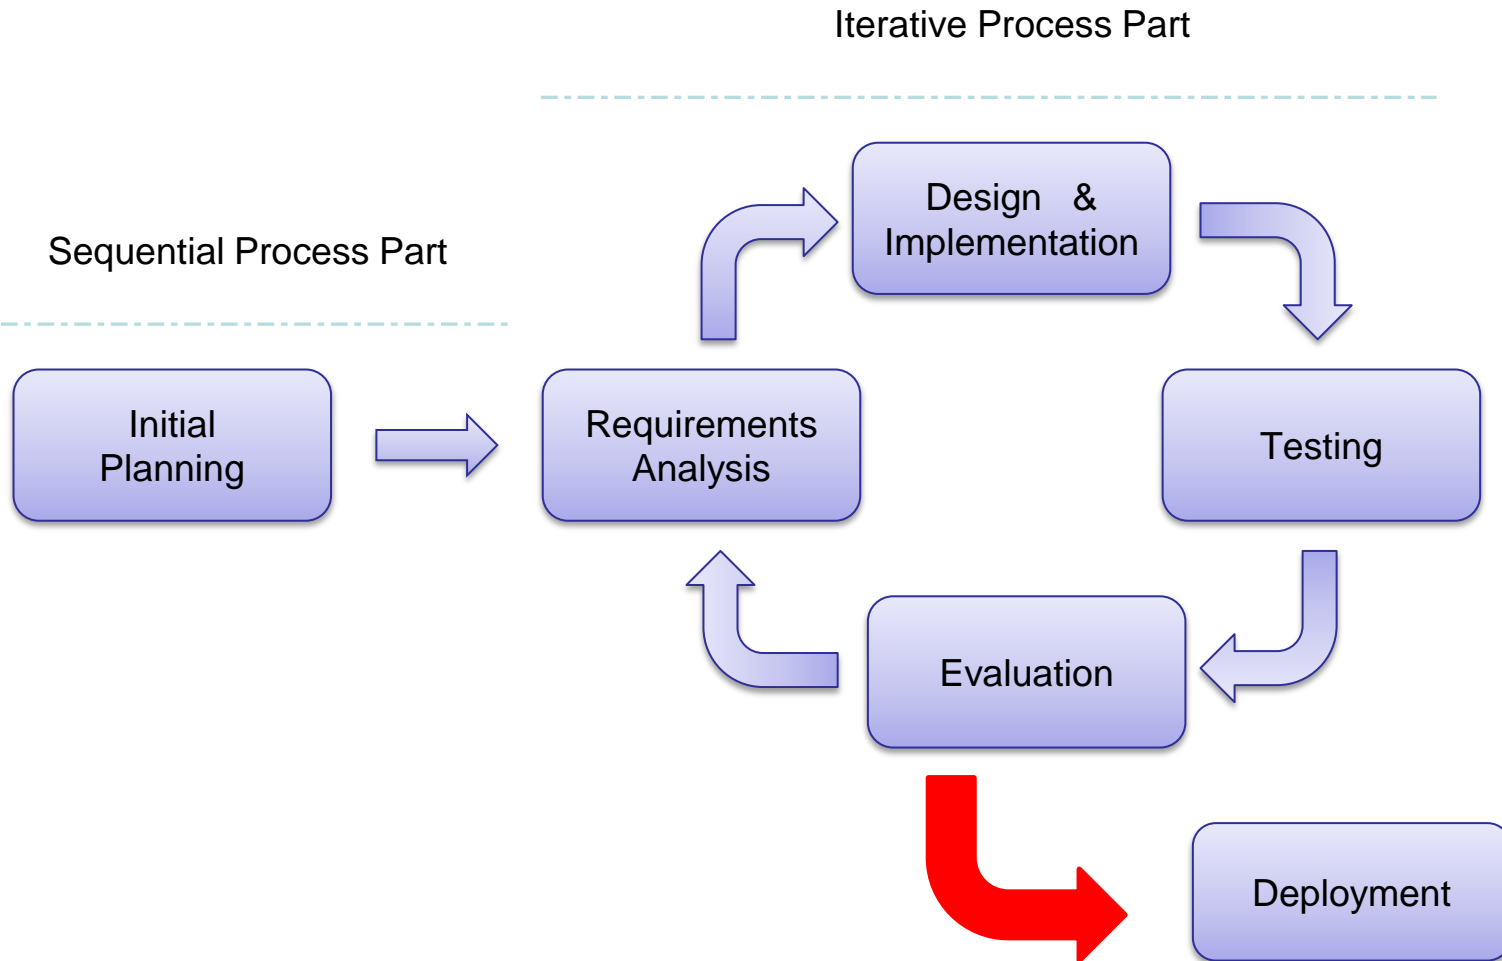 Iterative Process Part
Sequential Process Part
Design &
Implementation
Initial
Planning
Requirements
Analysis
Testing
Evaluation
Deployment